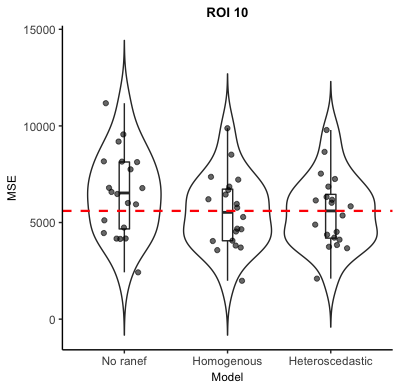 ROI 10
15000
10000
5000
0
MSE
No ranef
Homogenous
Heteroscedastic
Model